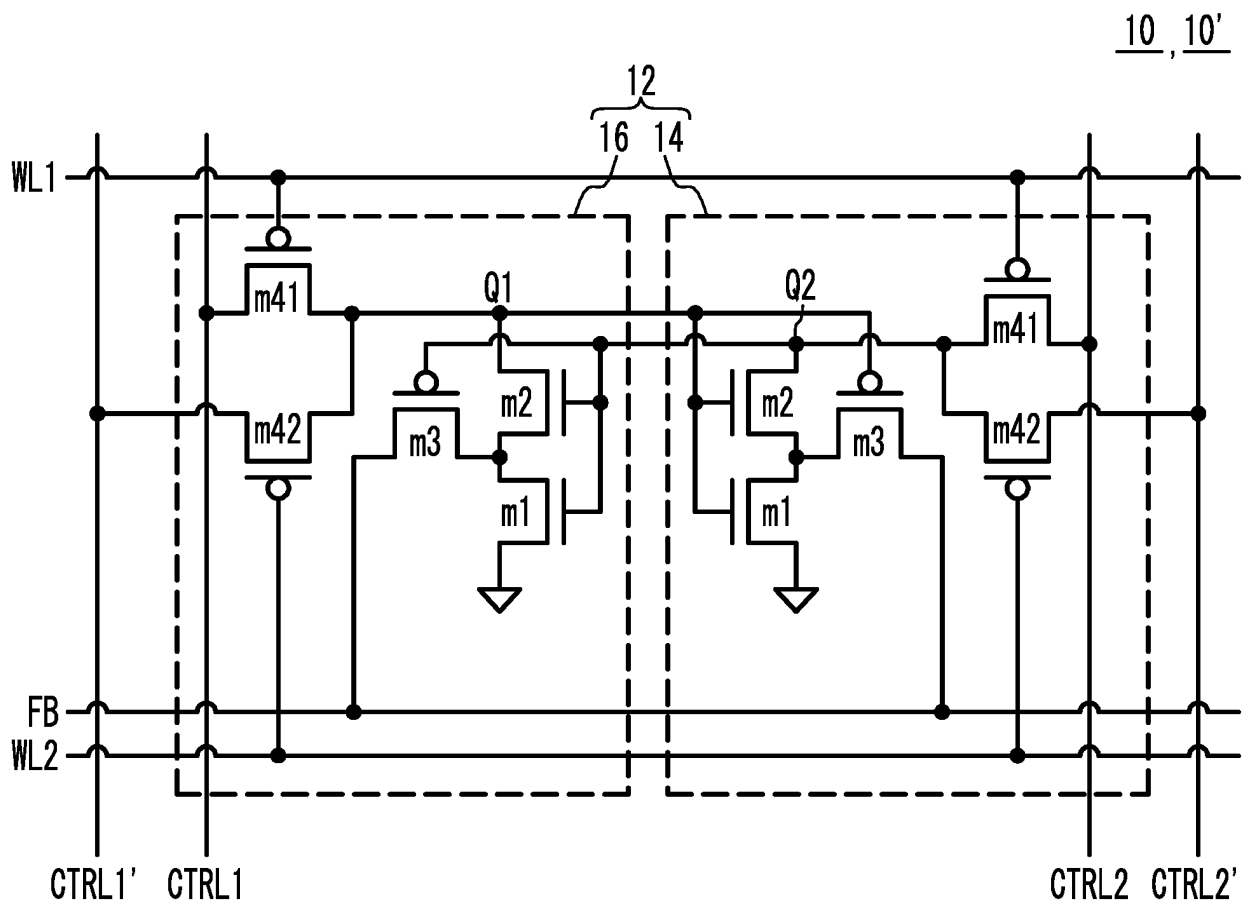 10 , 10'
12
16 14
WL1
m41
Q1
Q2
m41
m42
m2
m3
m2
m3
m42
m1
m1
FB
WL2
CTRL1' CTRL1
CTRL2 CTRL2'